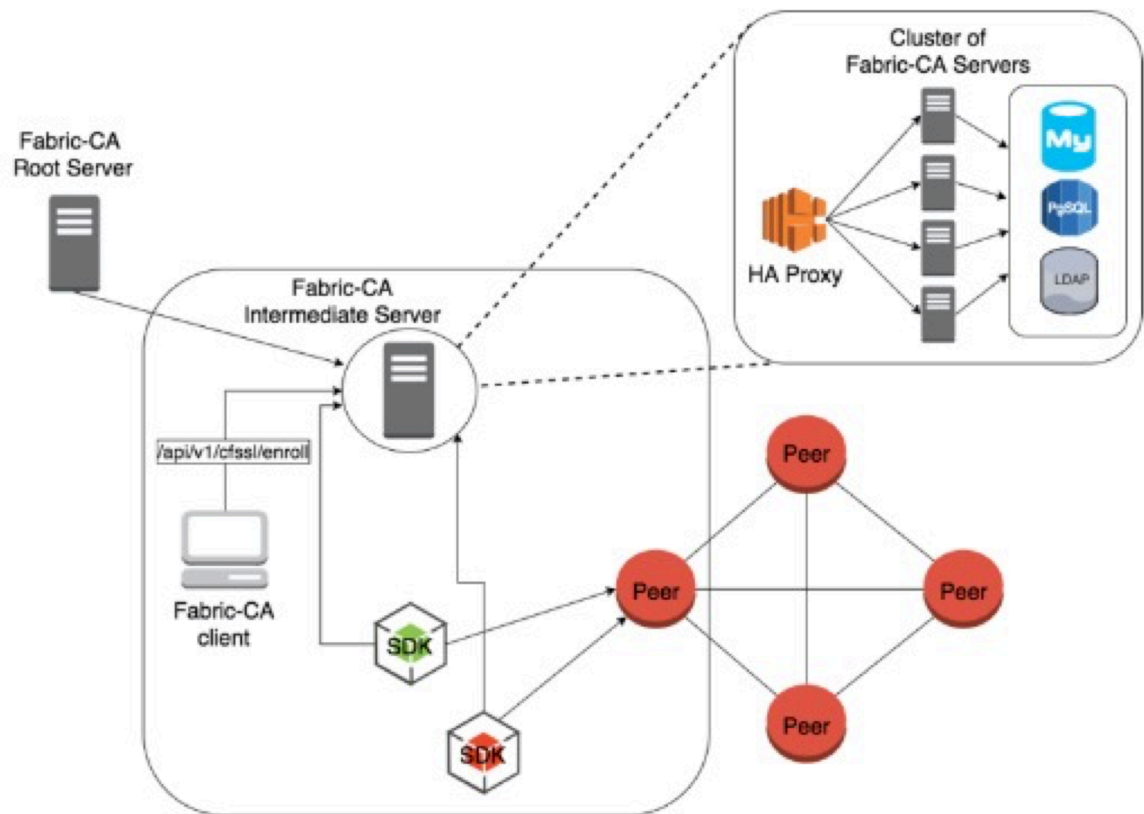 Cluster of
Fabric-CA Servers
Fabric-CA
Root Server
My
PgSQL
HA Proxy
LDAP
Fabric-CA
Intermediate Server
/api/v1/cfssl/enroll
Peer
Fabric-CA
client
SDK
Peer
Peer
SDK
Peer